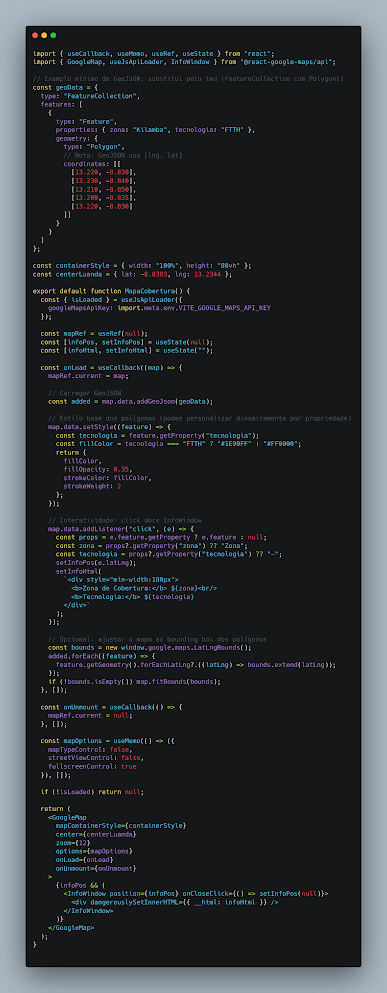 import { useCallback, useMemo, useRef, useState } from "react";
import { GoogleMap, useJsApiLoader, InfoWindow } from "@react-google-maps/api";
// Exemplo mínimo de GeoJSON; substitui pelo teu (FeatureCollection com Polygons)
const geoData = {
type: "FeatureCollection",
features: [
{
type: "Feature",
properties: { zona: "Kilamba", tecnologia: "FTTH" },
geometry: {
type: "Polygon",
// Nota: GeoJSON usa [lng, lat]
coordinates: [[
[13.220, -8.830],
[13.230, -8.840],
[13.210, -8.850],
[13.200, -8.835],
[13.220, -8.830]
]]
}
}
]
};
const containerStyle = { width: "100%", height: "80vh" };
const centerLuanda = { lat: -8.8383, lng: 13.2344 };
export default function MapaCobertura() {
const { isLoaded } = useJsApiLoader({
googleMapsApiKey: import.meta.env.VITE_GOOGLE_MAPS_API_KEY
});
const mapRef = useRef(null);
const [infoPos, setInfoPos] = useState(null);
const [infoHtml, setInfoHtml] = useState("");
const onLoad = useCallback((map) => {
mapRef.current = map;
// Carregar GeoJSON
const added = map.data.addGeoJson(geoData);
// Estilo base dos polígonos (podes personalizar dinamicamente por propriedade)
map.data.setStyle((feature) => {
const tecnologia = feature.getProperty("tecnologia");
const fillColor = tecnologia === "FTTH" ? "#1E90FF" : "#FF0000";
return {
fillColor,
fillOpacity: 0.35,
strokeColor: fillColor,
strokeWeight: 2
};
});
// Interatividade: click abre InfoWindow
map.data.addListener("click", (e) => {
const props = e.feature.getProperty ? e.feature : null;
const zona = props?.getProperty("zona") ?? "Zona";
const tecnologia = props?.getProperty("tecnologia") ?? "—";
setInfoPos(e.latLng);
setInfoHtml(
`<div style="min-width:180px">
<b>Zona de Cobertura:</b> ${zona}<br/>
<b>Tecnologia:</b> ${tecnologia}
</div>`
);
});
// Opcional: ajustar o mapa ao bounding box dos polígonos
const bounds = new window.google.maps.LatLngBounds();
added.forEach((feature) => {
feature.getGeometry().forEachLatLng?.((latLng) => bounds.extend(latLng));
});
if (!bounds.isEmpty()) map.fitBounds(bounds);
}, []);
const onUnmount = useCallback(() => {
mapRef.current = null;
}, []);
const mapOptions = useMemo(() => ({
mapTypeControl: false,
streetViewControl: false,
fullscreenControl: true
}), []);
if (!isLoaded) return null;
return (
<GoogleMap
mapContainerStyle={containerStyle}
center={centerLuanda}
zoom={12}
options={mapOptions}
onLoad={onLoad}
onUnmount={onUnmount}
>
{infoPos && (
<InfoWindow position={infoPos} onCloseClick={() => setInfoPos(null)}>
<div dangerouslySetInnerHTML={{ __html: infoHtml }} />
</InfoWindow>
)}
</GoogleMap>
);
}